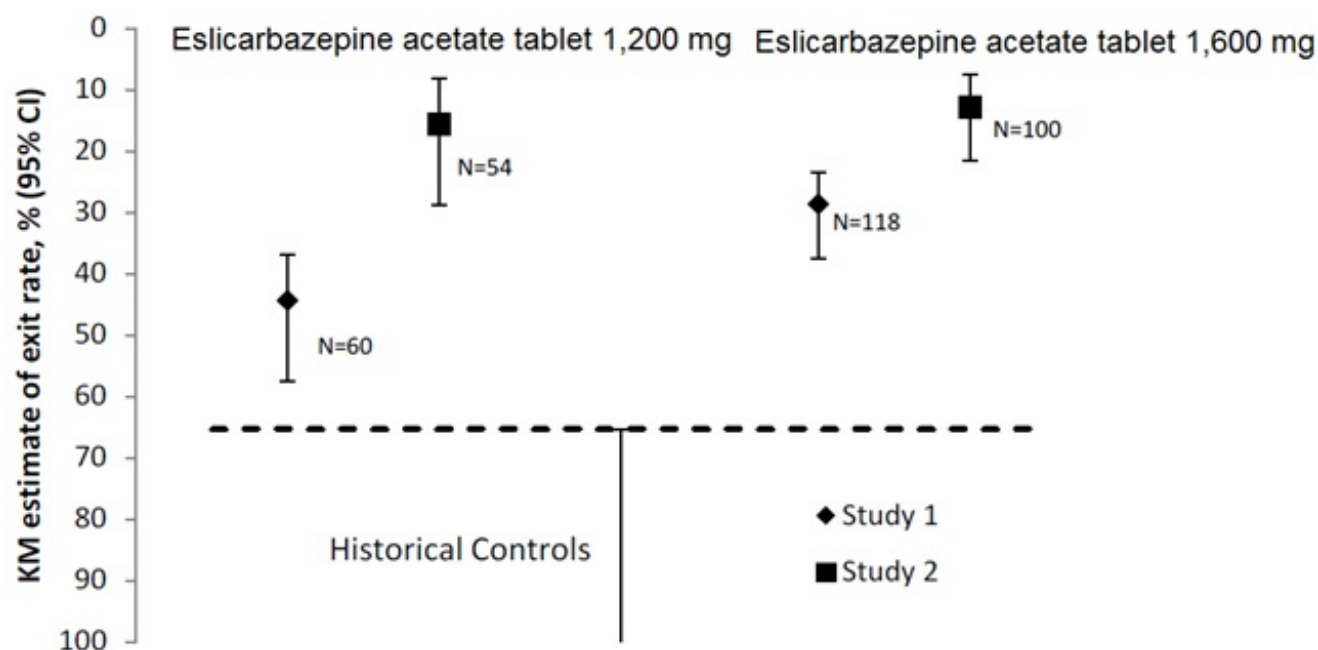 KM estimate of exit rate, % (95% CI)
0
10
20
30
40
50
60
70
80
90
100
Eslicarbazepine acetate tablet 1,200 mg
Eslicarbazepine acetate tablet 1,600 mg
N=60
N=54
N=118
N=100
Historical Controls
Study 1
Study 2